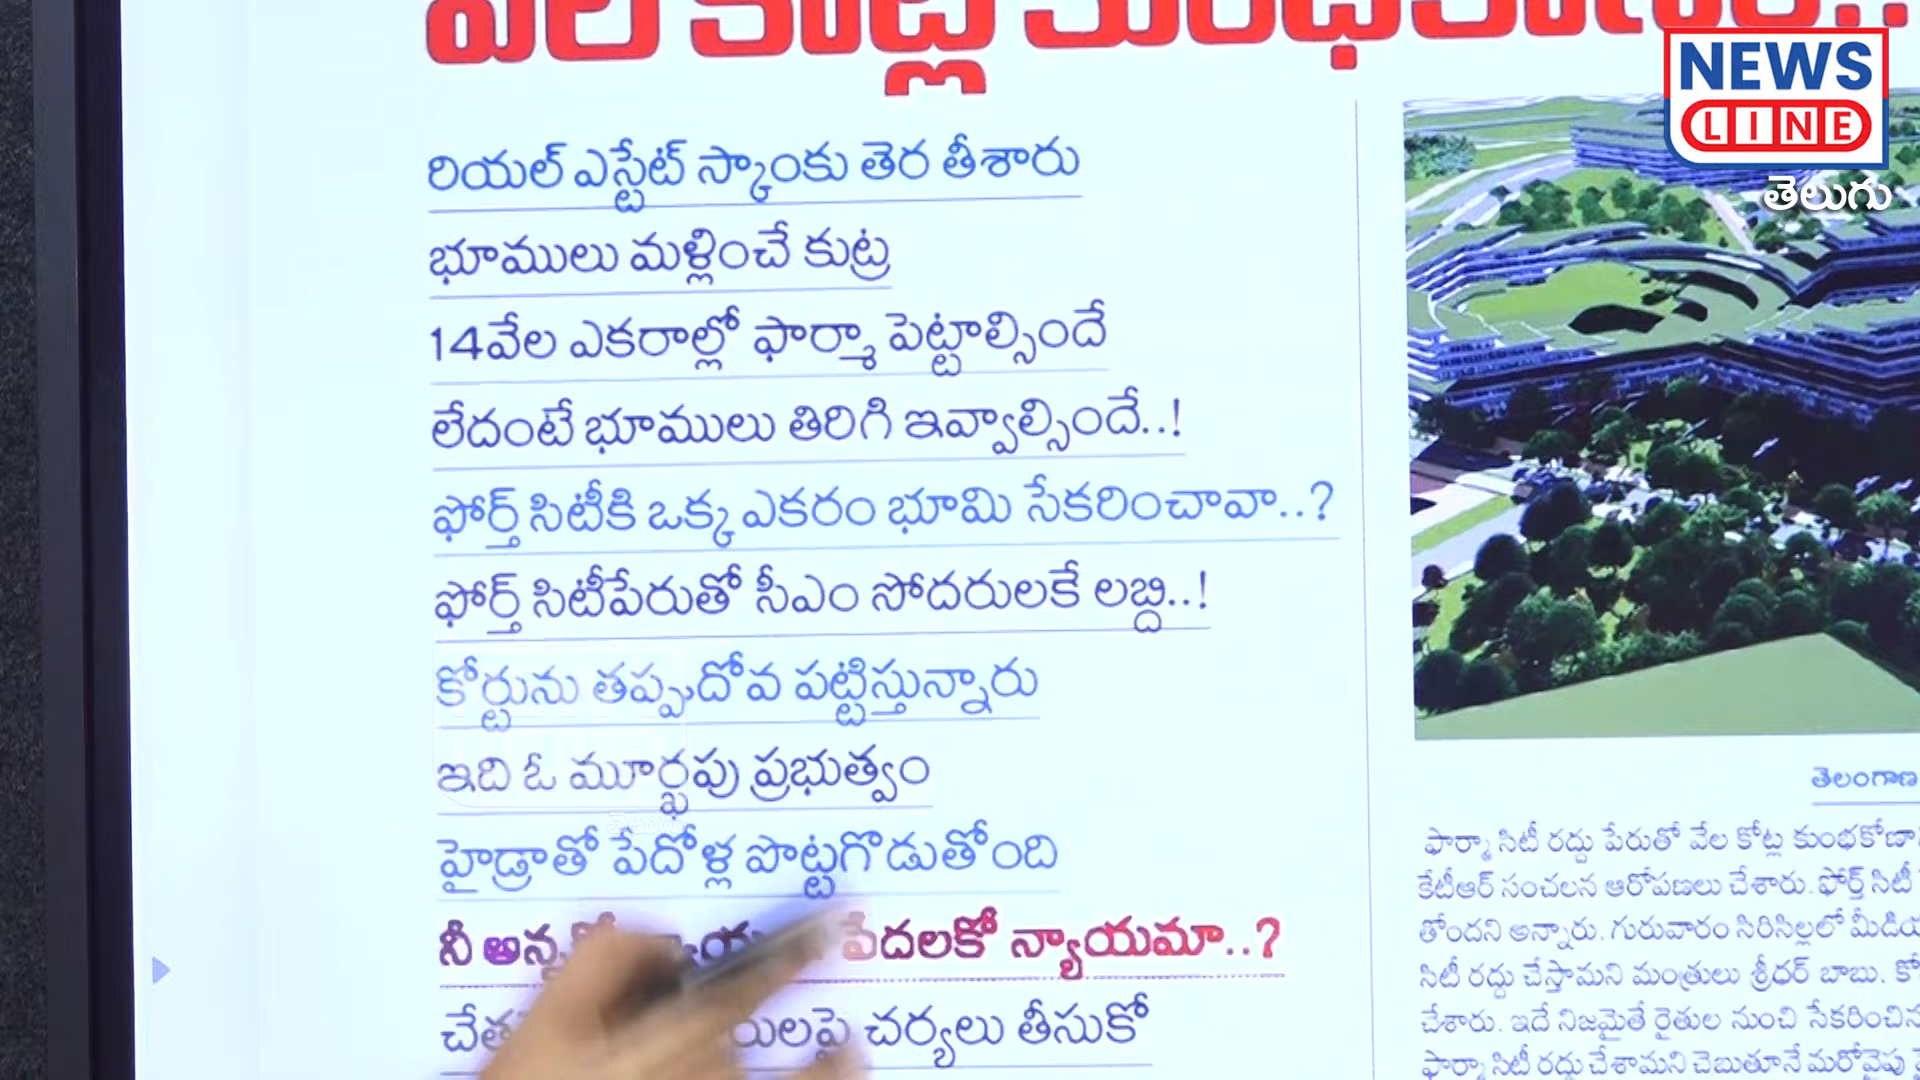 వేల కోట్ల కుంభకోణం..
NEWS
LINE
తెలుగు
రియల్ ఎస్టేట్ స్కాంకు తెర తీశారు
భూములు మళ్లించే కుట్ర
14వేల ఎకరాల్లో ఫార్మా పెట్టాల్సిందే
లేదంటే భూములు తిరిగి ఇవ్వాల్సిందే..!
ఫోర్త్ సిటీకి ఒక్క ఎకరం భూమి సేకరించావా..?
ఫోర్త్ సిటీపేరుతో సీఎం సోదరులకే లబ్ది..!
కోర్టును తప్పుదోవ పట్టిస్తున్నారు
ఇది ఓ మూర్ఖపు ప్రభుత్వం
హైడ్రాతో పేదోళ్ల పొట్టగొడుతోంది
నీ పేదలకో న్యాయమా..?
చర్యలు తీసుకో
తెలంగాణ
ఫార్మా సిటీ రద్దు పేరుతో వేల కోట్ల
కేటీఆర్ సంచలన ఆరోపణలు చేశారు. ఫోర్త్ సిటీ
తోందని అన్నారు. గురువారం సిరిసిల్లలో
సిటీ రద్దు చేస్తామని మంత్రులు శ్రీధర్ బాబు.
చేశారు. ఇదే నిజమైతే రైతుల నుంచి
ఫార్మా సిటీ రద్దు చేశామని చెబుతూనే మరోవైపు